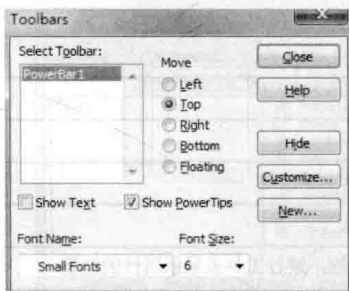 Toolbars
Select Toolbar:
PowerBar1
Move
Left
Top
Right
Bottom
Floating
Close
Help
Hide
Customize...
New...
Show Text
Show PowerTips
Font Name:
Font Size:
Small Fonts
6